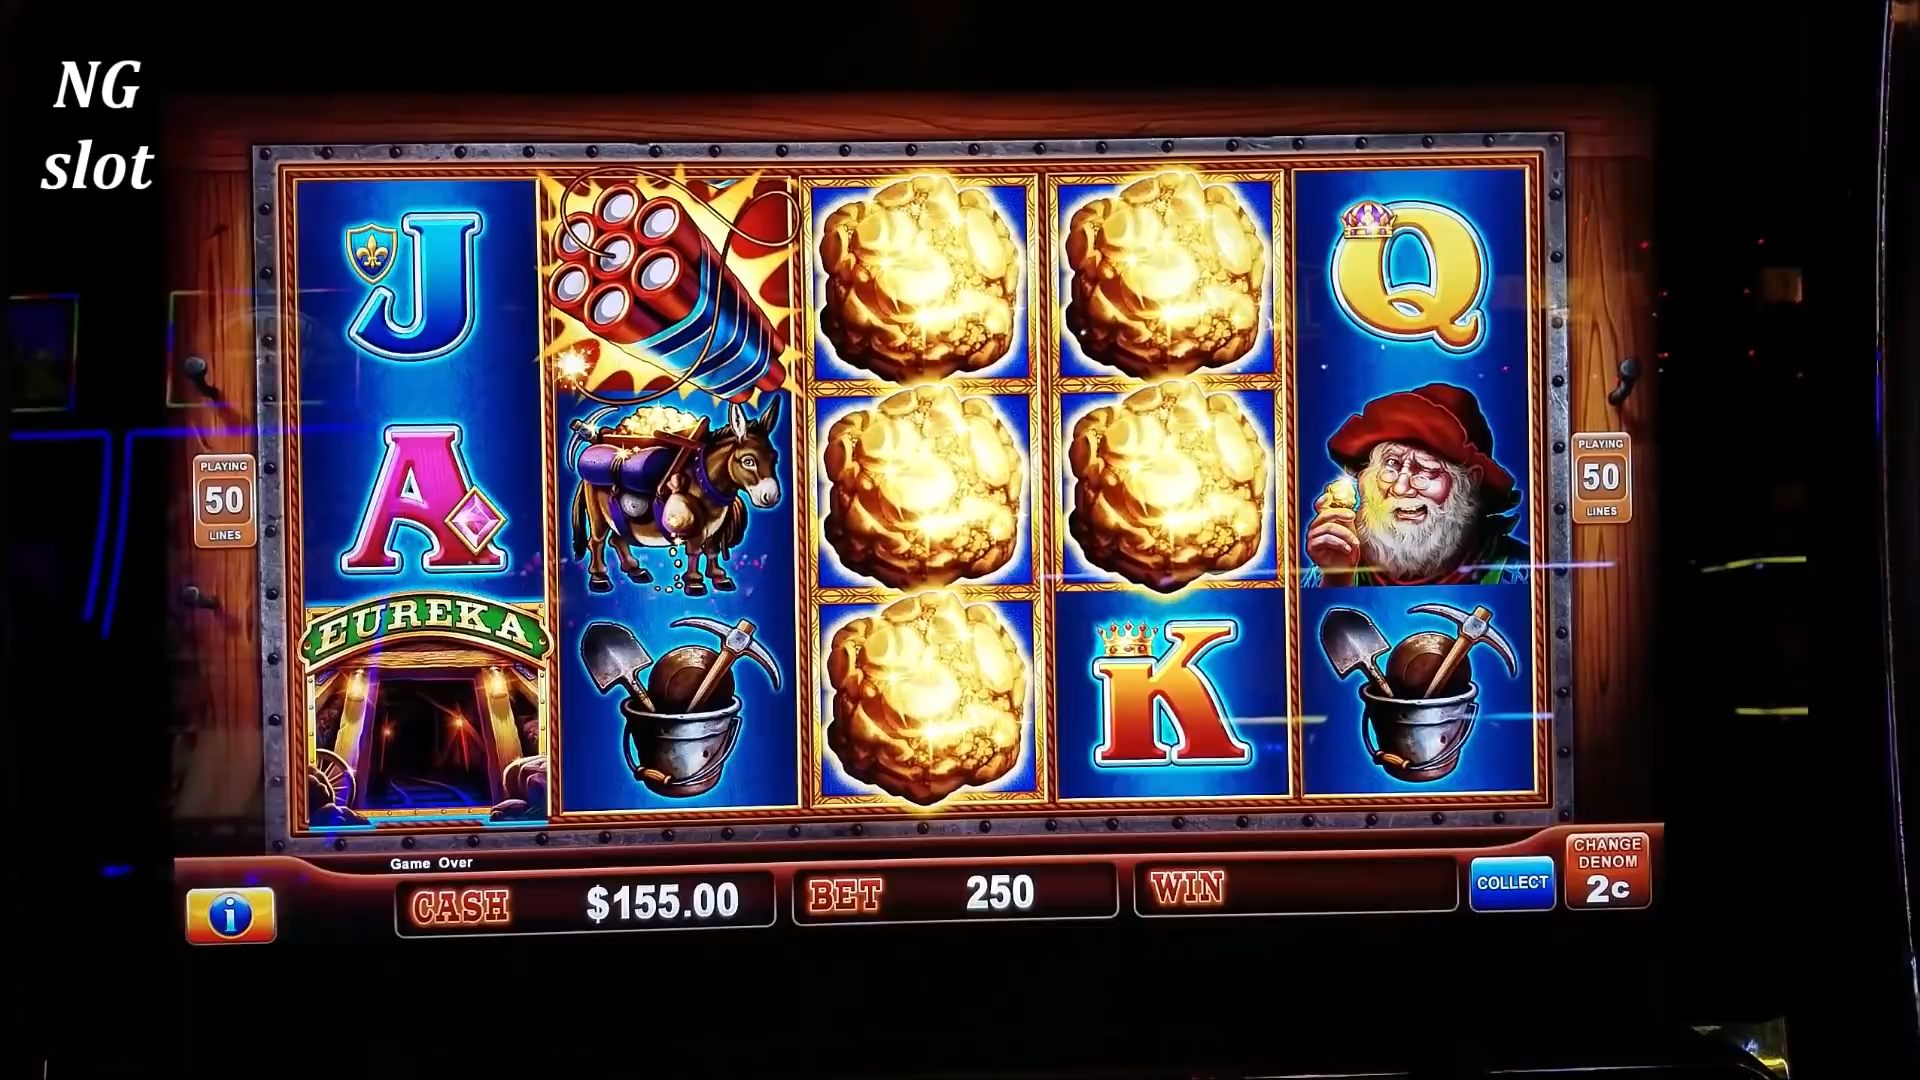 NG
slot
J
Q
A
EUREKA
K
PLAYING
50
LINES
PLAYING
50
LINES
Game Over
CASH $155.00
BET 250
WIN
COLLECT
CHANGE
DENOM
2c
i